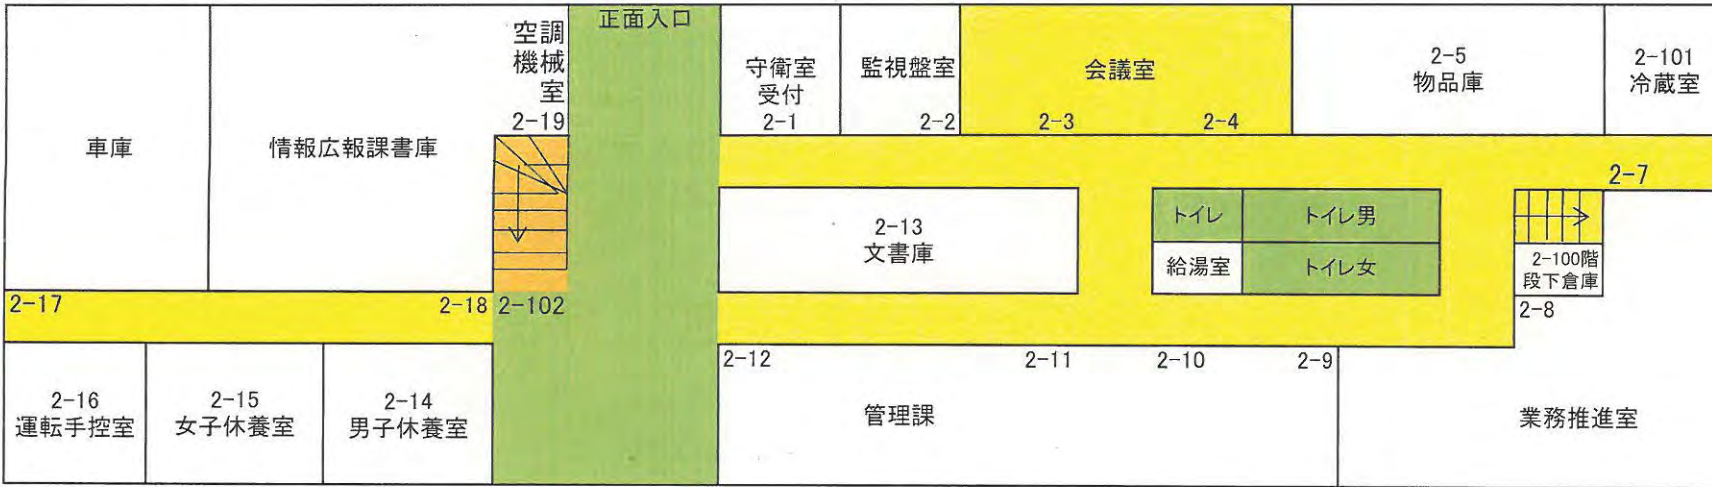 正面入口
空調
機械
室
2-19
守衛室
受付
2-1
監視盤室
2-2
会議室
2-3
2-4
2-5
物品庫
2-101
冷蔵室
車庫
情報広報課書庫
2-7
2-13
文書庫
トイレ
トイレ男
給湯室
トイレ女
2-100階
段下倉庫
2-17
2-18
2-102
2-8
2-12
2-11
2-10
2-9
2-16
運転手控室
2-15
女子休養室
2-14
男子休養室
管理課
業務推進室